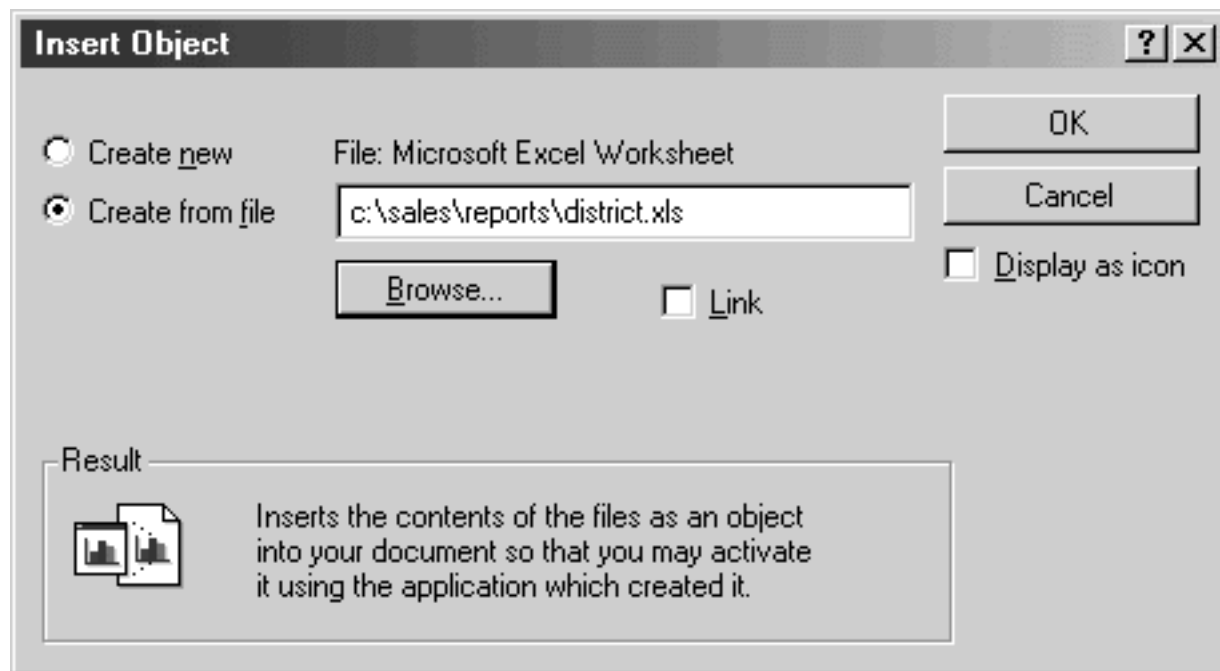 Insert Object
? X
Create new
File: Microsoft Excel Worksheet
OK
Create from file
c:\sales\reports\district.xls
Cancel
Browse...
Link
Display as icon
Result
Inserts the contents of the files as an object
into your document so that you may activate
it using the application which created it.